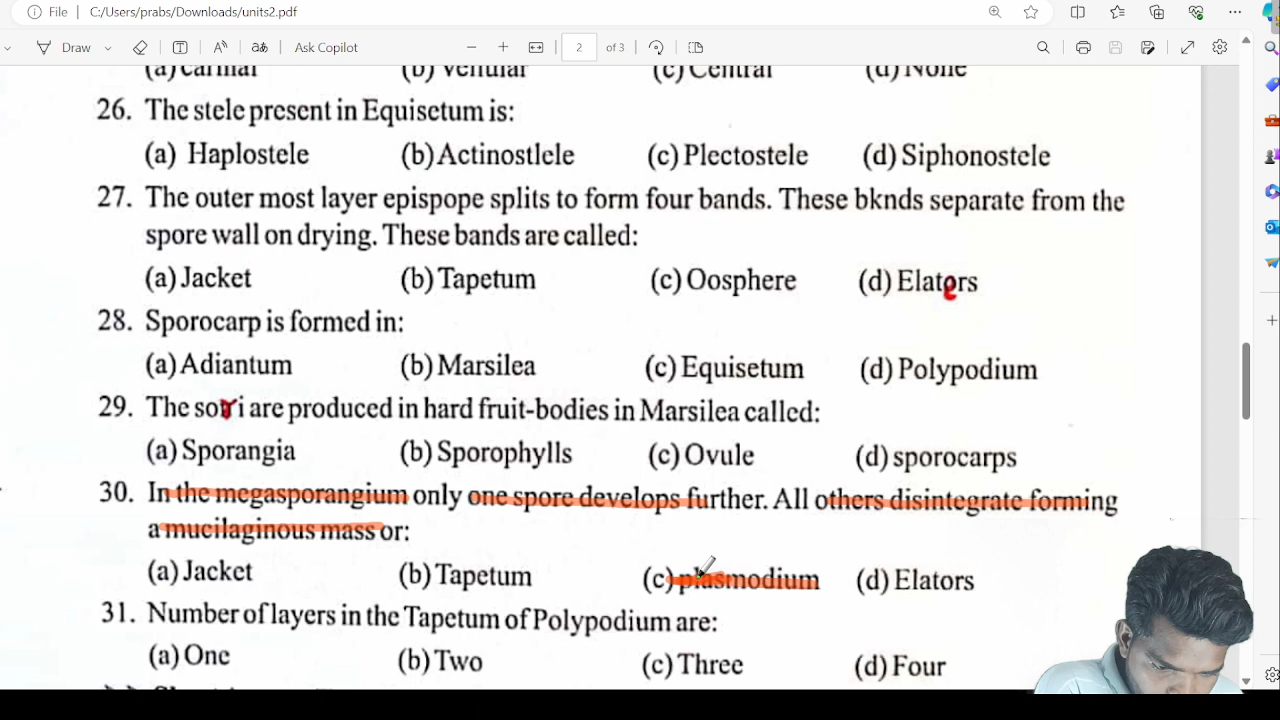 File | C:/Users/prabs/Downloads/units2.pdf
Draw Ask Copilot 2 of 3
(a) Carinal (b) Venular (c) Central (d) None
26. The stele present in Equisetum is:
(a) Haplostele (b) Actinostlele (c) Plectostele (d) Siphonostele
27. The outer most layer epispope splits to form four bands. These bknds separate from the
spore wall on drying. These bands are called:
(a) Jacket (b) Tapetum (c) Oosphere (d) Elaters
28. Sporocarp is formed in:
(a) Adiantum (b) Marsilea (c) Equisetum (d) Polypodium
29. The sori are produced in hard fruit-bodies in Marsilea called:
(a) Sporangia (b) Sporophylls (c) Ovule (d) sporocarps
30. In the megasporangium only one spore develops further. All others disintegrate forming
a mucilaginous mass or:
(a) Jacket (b) Tapetum (c) plasmodium (d) Elators
31. Number of layers in the Tapetum of Polypodium are:
(a) One (b) Two (c) Three (d) Four